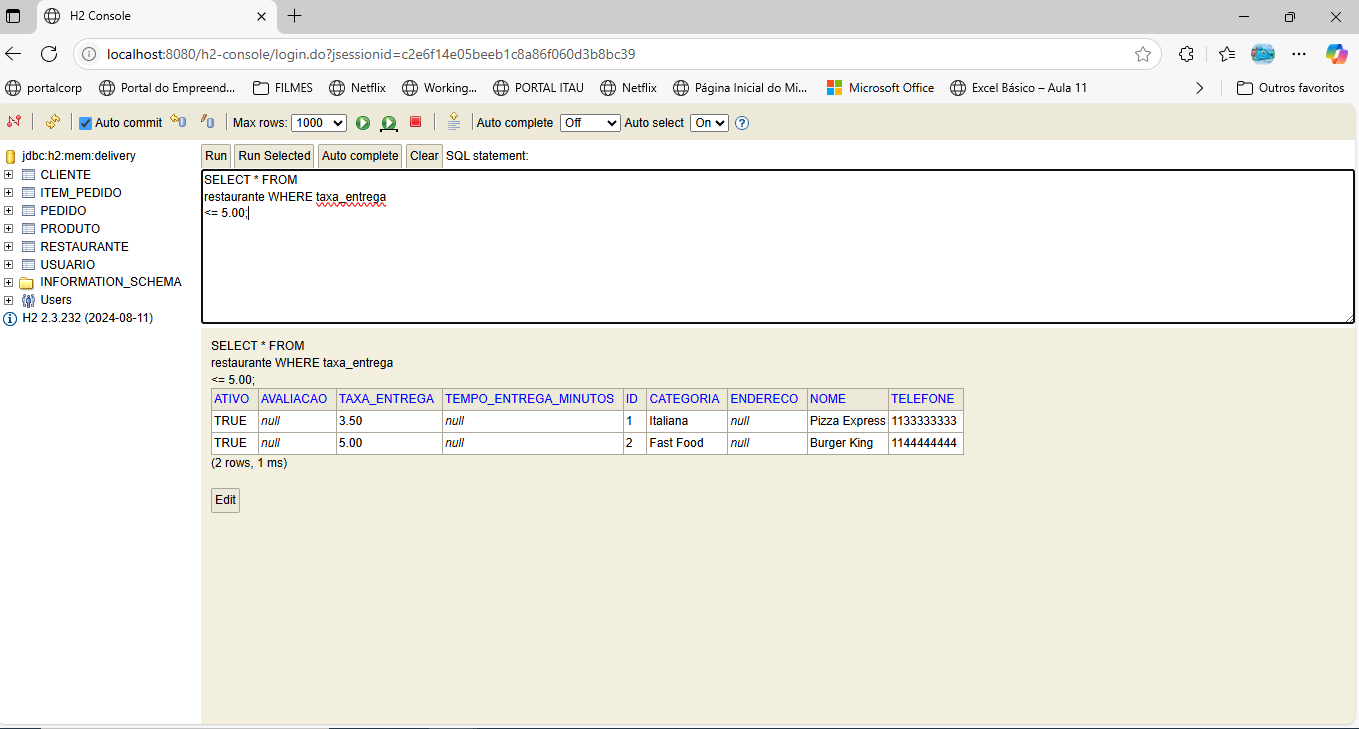 H2 Console
localhost:8080/h2-console/login.do?jsessionid=c2e6f14e05beeb1c8a86f060d3b8bc39
portalcorp Portal do Empreend... FILMES Netflix Working... PORTAL ITAU Netflix Página Inicial do Mi... Microsoft Office Excel Básico – Aula 11 Outros favoritos
Auto commit Max rows: 1000 Auto complete Off Auto select On
jdbc:h2:mem:delivery
CLIENTE
ITEM_PEDIDO
PEDIDO
PRODUTO
RESTAURANTE
USUARIO
INFORMATION_SCHEMA
Users
H2 2.3.232 (2024-08-11)
Run Run Selected Auto complete Clear SQL statement:
SELECT * FROM
restaurante WHERE taxa_entrega
<= 5.00;
SELECT * FROM
restaurante WHERE taxa_entrega
<= 5.00;
ATIVO AVALIACAO TAXA_ENTREGA TEMPO_ENTREGA_MINUTOS ID CATEGORIA ENDERECO NOME TELEFONE
TRUE null 3.50 null 1 Italiana null Pizza Express 1133333333
TRUE null 5.00 null 2 Fast Food null Burger King 1144444444
(2 rows, 1 ms)
Edit